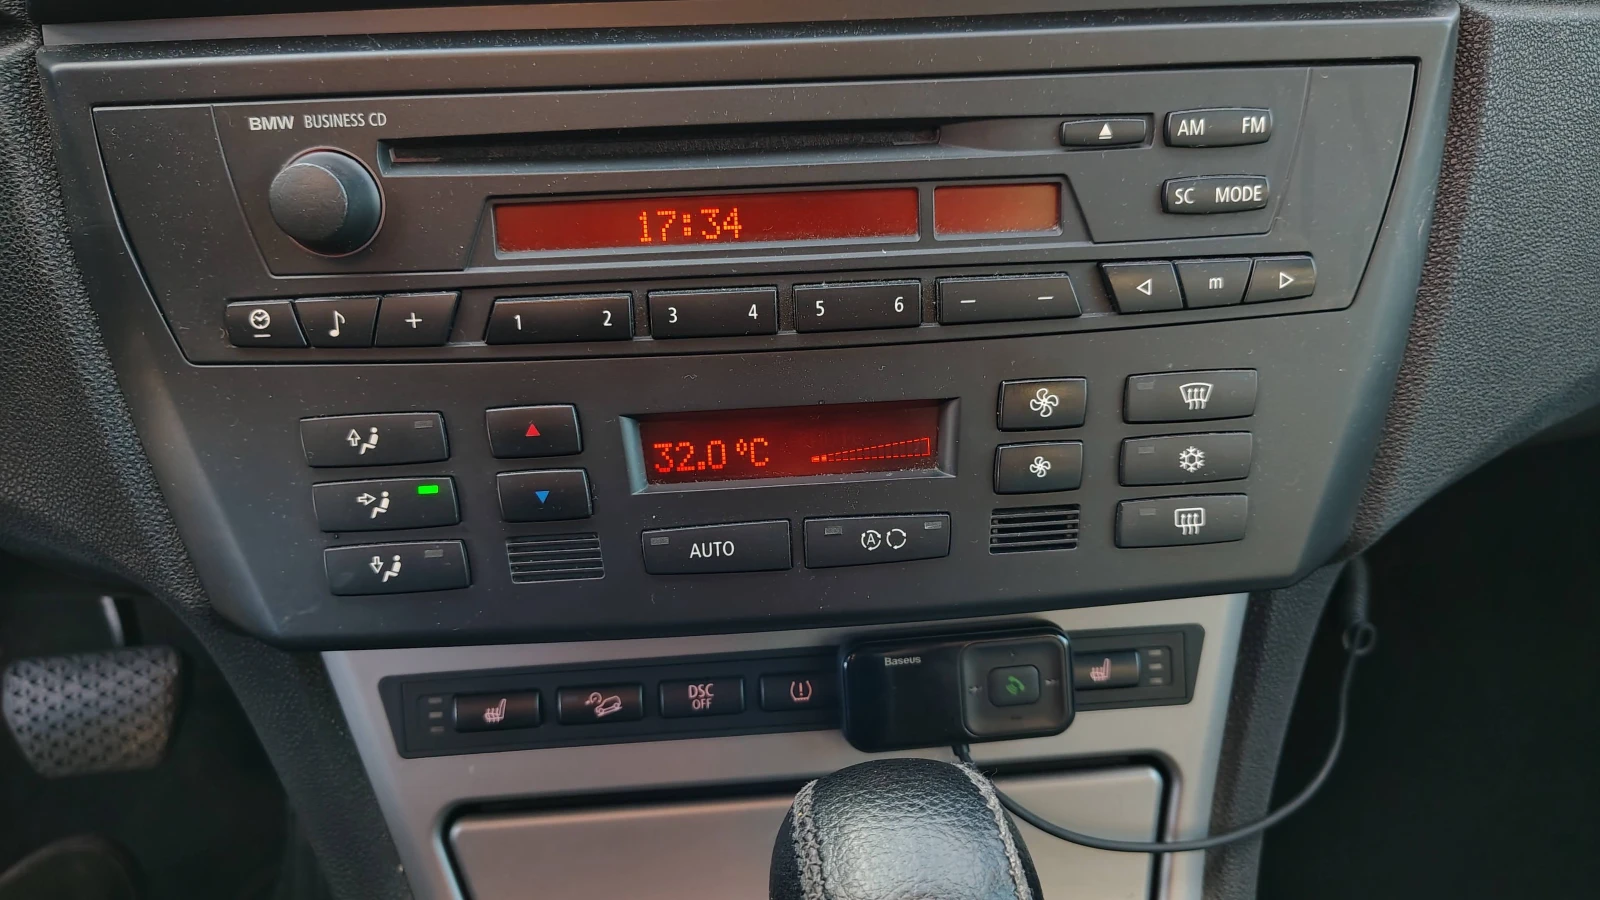 BMW BUSINESS CD
AM FM
SC MODE
17:34
+ 1 2 3 4 5 6 — — m
32.0 °C
AUTO
A
Baseus
DSC
OFF
(!)